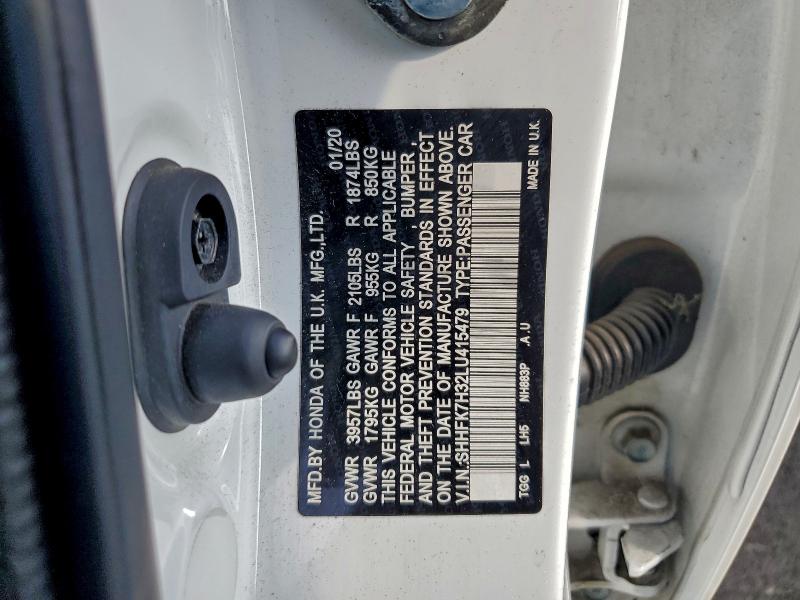 MFD.BY HONDA OF THE U.K. MFG.,LTD. 01/20
GVWR 3957LBS GAWR F 2105LBS R 1874LBS
GVWR 1795KG GAWR F 955KG R 850KG
THIS VEHICLE CONFORMS TO ALL APPLICABLE
FEDERAL MOTOR VEHICLE SAFETY , BUMPER ,
AND THEFT PREVENTION STANDARDS IN EFFECT
ON THE DATE OF MANUFACTURE SHOWN ABOVE.
V.I.N.:SHHFK7H32LU415479 TYPE:PASSENGER CAR
TGG L LH5 NH883P A U MADE IN U.K.